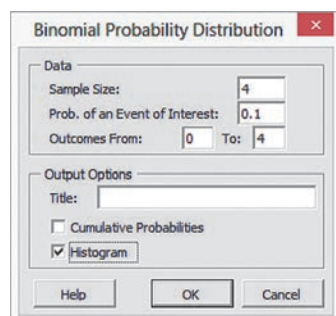 Binomial Probability Distribution ×
Data
Sample Size: 4
Prob. of an Event of Interest: 0.1
Outcomes From: 0 To: 4
Output Options
Title:
Cumulative Probabilities
Histogram
Help OK Cancel